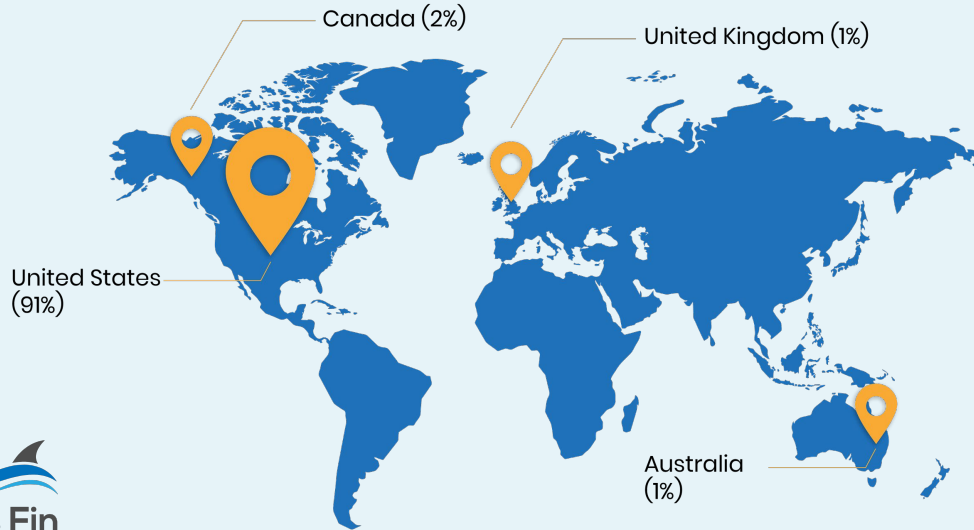 Canada (2%)
United Kingdom (1%)
United States
(91%)
Australia
(1%)
Fin